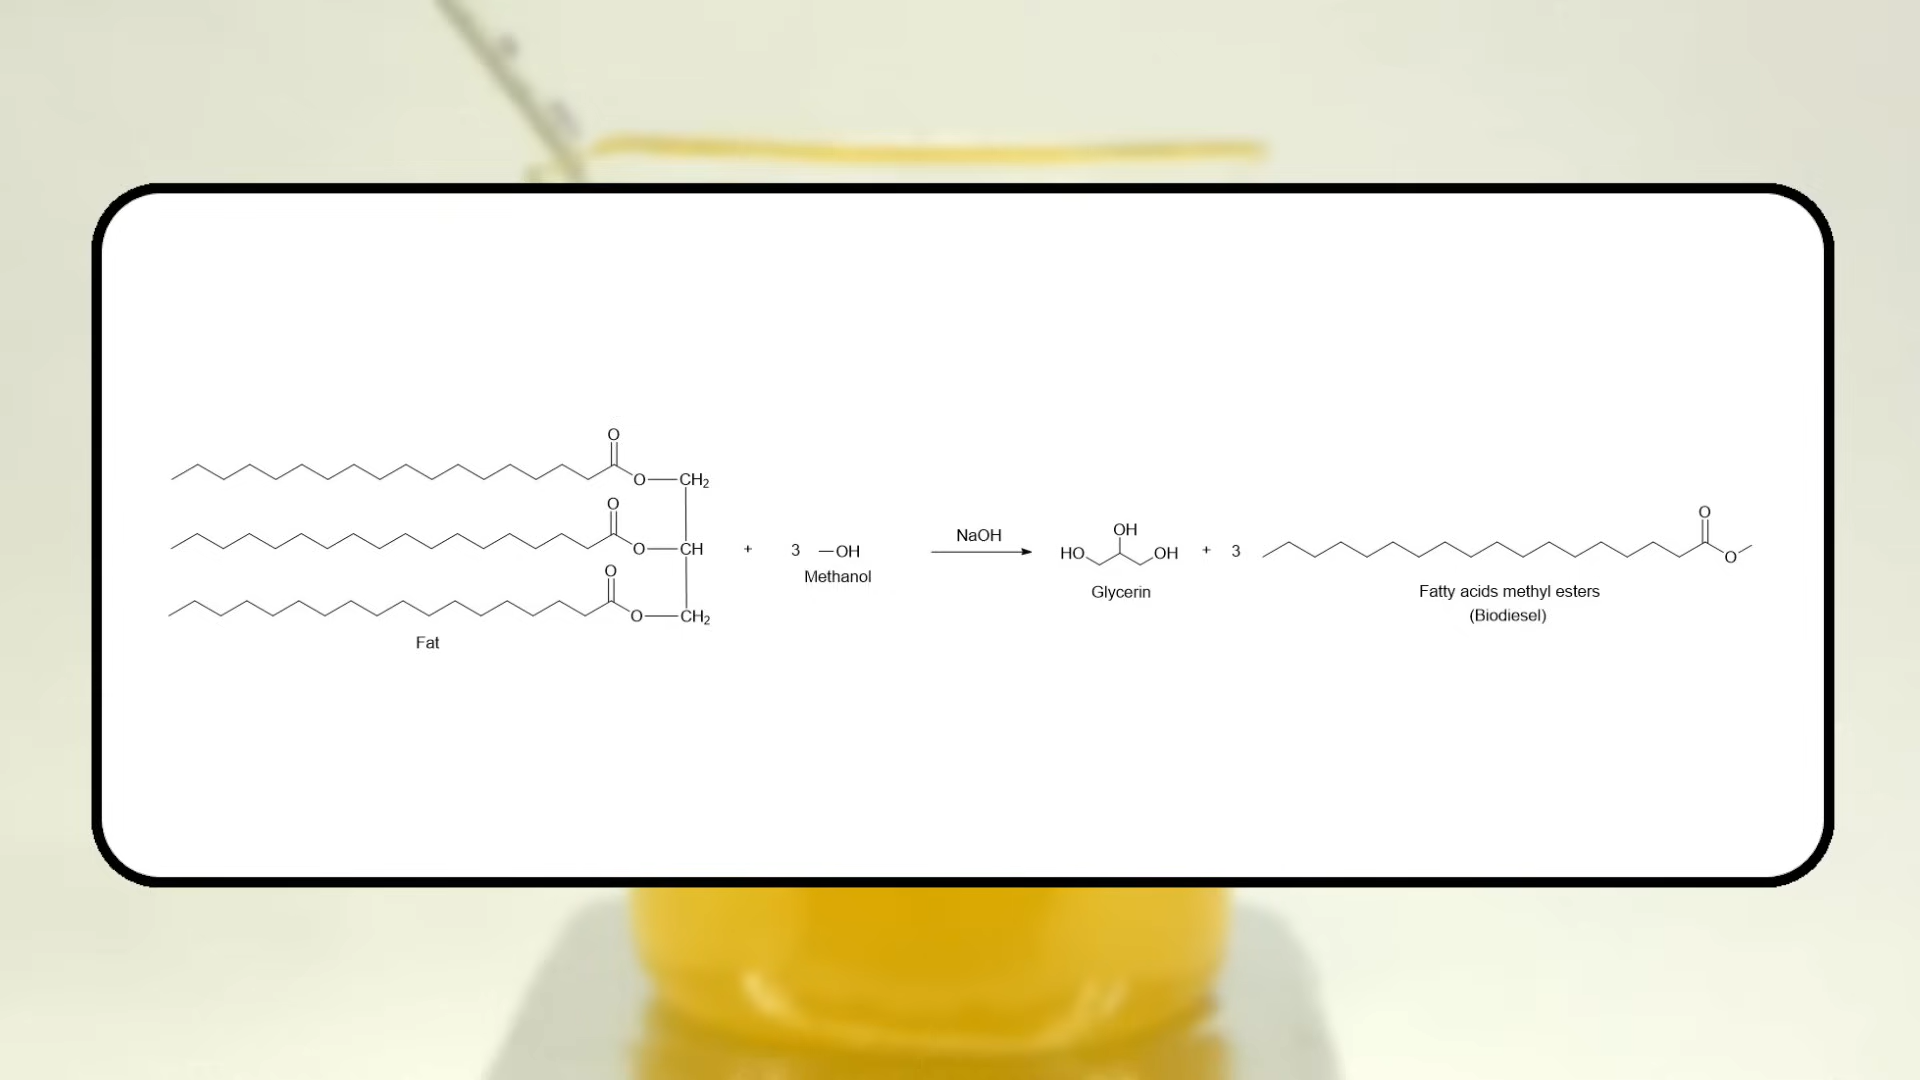 O
O
CH₂
O
O
CH
+
3
OH
Methanol
NaOH
OH
HO
OH
Glycerin
+
3
O
O
Fatty acids methyl esters
(Biodiesel)
O
O
CH₂
Fat